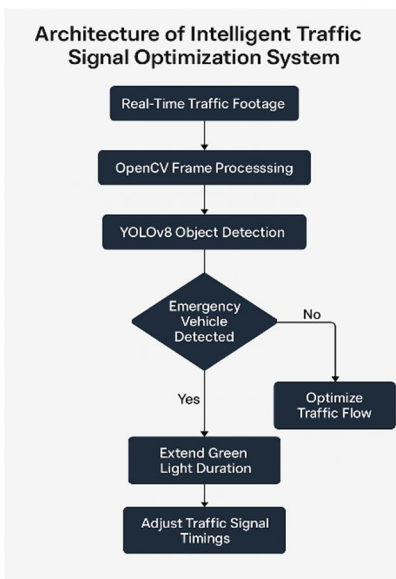 Architecture of Intelligent Traffic
Signal Optimization System
Real-Time Traffic Footage
OpenCV Frame Processsing
YOLOv8 Object Detection
Emergency
Vehicle
Detected
No
Yes
Optimize
Traffic Flow
Extend Green
Light Duration
Adjust Traffic Signal
Timings